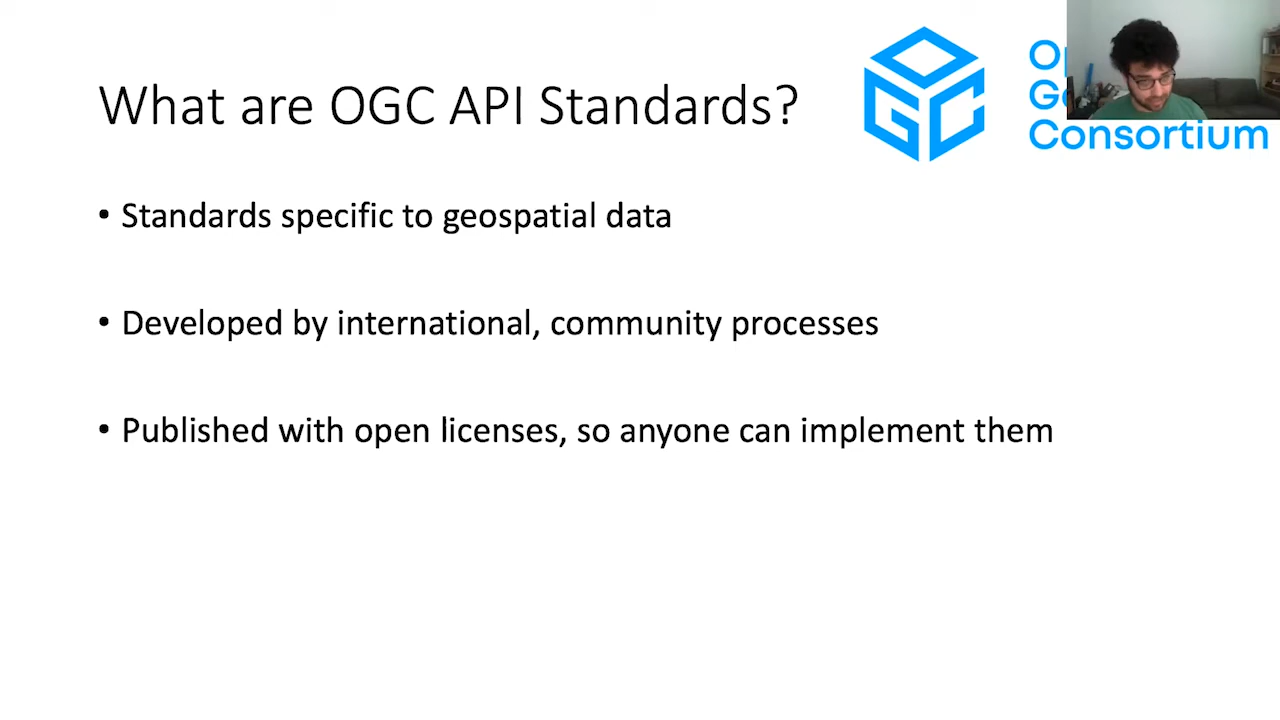 What are OGC API Standards?
OGC
Consortium
• Standards specific to geospatial data
• Developed by international, community processes
• Published with open licenses, so anyone can implement them